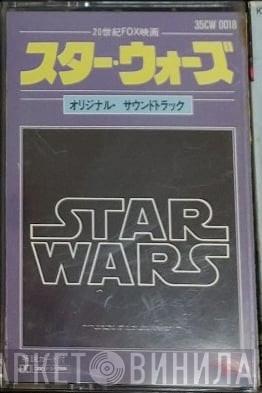 35CW 0018
20世紀FOX映画
スター・ウォーズ
オリジナル・サウンドトラック
STAR
WARS
МАРКЕТ ВИНИЛА